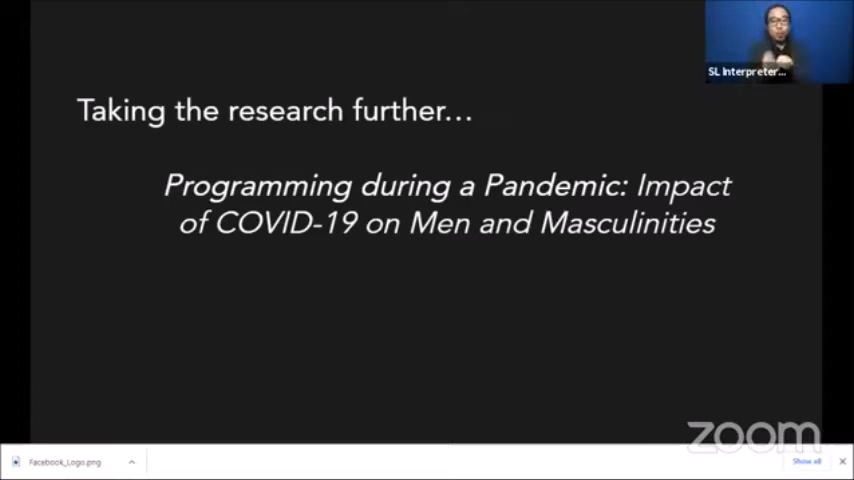 SL Interpreter...
Taking the research further...
Programming during a Pandemic: Impact
of COVID-19 on Men and Masculinities
zoom
Facebook_Logo.png
Show all